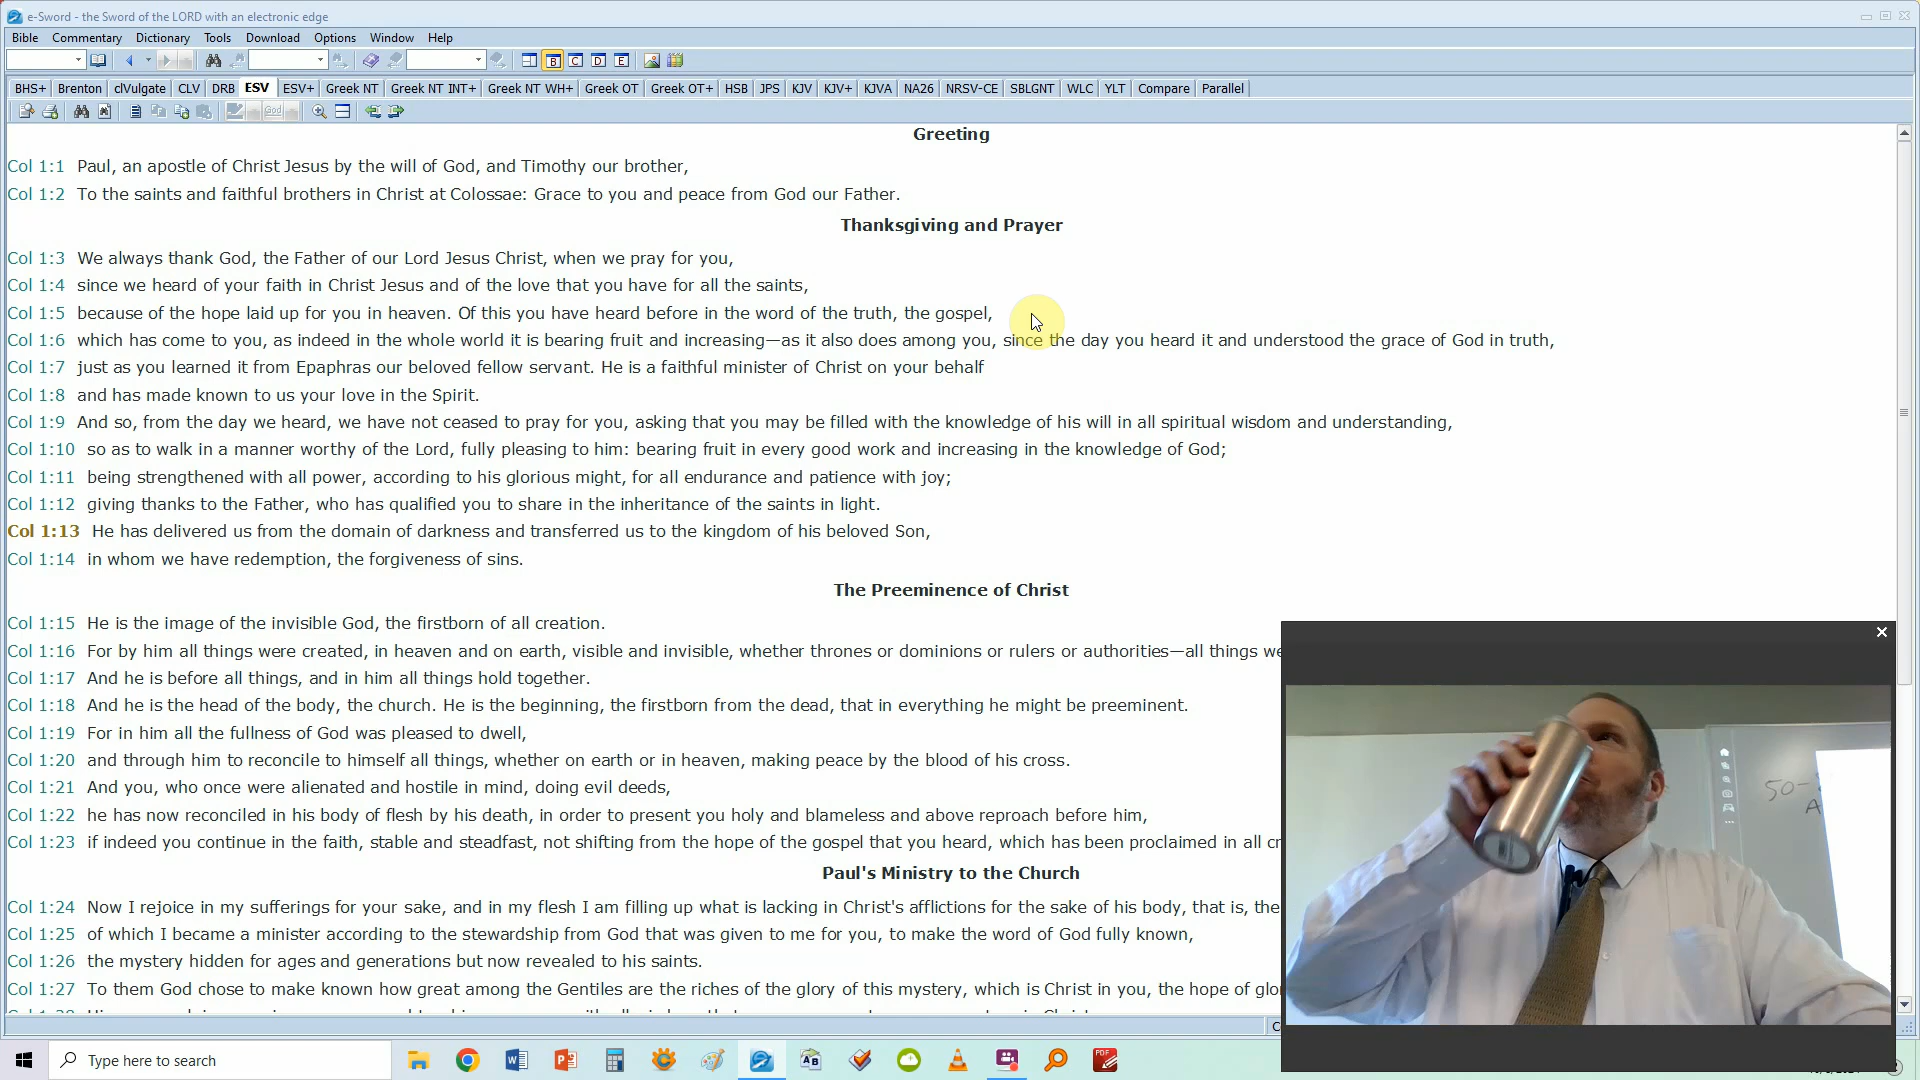 e-Sword - the Sword of the LORD with an electronic edge
Bible Commentary Dictionary Tools Download Options Window Help
B C D E
BHS+ Brenton clVulgate CLV DRB ESV ESV+ Greek NT Greek NT INT+ Greek NT WH+ Greek OT Greek OT+ HSB JPS KJV KJV+ KJVA NA26 NRSV-CE SBLGNT WLC YLT Compare Parallel
God
Greeting
Col 1:1 Paul, an apostle of Christ Jesus by the will of God, and Timothy our brother,
Col 1:2 To the saints and faithful brothers in Christ at Colossae: Grace to you and peace from God our Father.
Thanksgiving and Prayer
Col 1:3 We always thank God, the Father of our Lord Jesus Christ, when we pray for you,
Col 1:4 since we heard of your faith in Christ Jesus and of the love that you have for all the saints,
Col 1:5 because of the hope laid up for you in heaven. Of this you have heard before in the word of the truth, the gospel,
Col 1:6 which has come to you, as indeed in the whole world it is bearing fruit and increasing—as it also does among you, since the day you heard it and understood the grace of God in truth,
Col 1:7 just as you learned it from Epaphras our beloved fellow servant. He is a faithful minister of Christ on your behalf
Col 1:8 and has made known to us your love in the Spirit.
Col 1:9 And so, from the day we heard, we have not ceased to pray for you, asking that you may be filled with the knowledge of his will in all spiritual wisdom and understanding,
Col 1:10 so as to walk in a manner worthy of the Lord, fully pleasing to him: bearing fruit in every good work and increasing in the knowledge of God;
Col 1:11 being strengthened with all power, according to his glorious might, for all endurance and patience with joy;
Col 1:12 giving thanks to the Father, who has qualified you to share in the inheritance of the saints in light.
Col 1:13 He has delivered us from the domain of darkness and transferred us to the kingdom of his beloved Son,
Col 1:14 in whom we have redemption, the forgiveness of sins.
The Preeminence of Christ
Col 1:15 He is the image of the invisible God, the firstborn of all creation.
Col 1:16 For by him all things were created, in heaven and on earth, visible and invisible, whether thrones or dominions or rulers or authorities—all things we
Col 1:17 And he is before all things, and in him all things hold together.
Col 1:18 And he is the head of the body, the church. He is the beginning, the firstborn from the dead, that in everything he might be preeminent.
Col 1:19 For in him all the fullness of God was pleased to dwell,
Col 1:20 and through him to reconcile to himself all things, whether on earth or in heaven, making peace by the blood of his cross.
Col 1:21 And you, who once were alienated and hostile in mind, doing evil deeds,
Col 1:22 he has now reconciled in his body of flesh by his death, in order to present you holy and blameless and above reproach before him,
Col 1:23 if indeed you continue in the faith, stable and steadfast, not shifting from the hope of the gospel that you heard, which has been proclaimed in all cr
Paul's Ministry to the Church
Col 1:24 Now I rejoice in my sufferings for your sake, and in my flesh I am filling up what is lacking in Christ's afflictions for the sake of his body, that is, the
Col 1:25 of which I became a minister according to the stewardship from God that was given to me for you, to make the word of God fully known,
Col 1:26 the mystery hidden for ages and generations but now revealed to his saints.
Col 1:27 To them God chose to make known how great among the Gentiles are the riches of the glory of this mystery, which is Christ in you, the hope of glor
50-
A
Type here to search